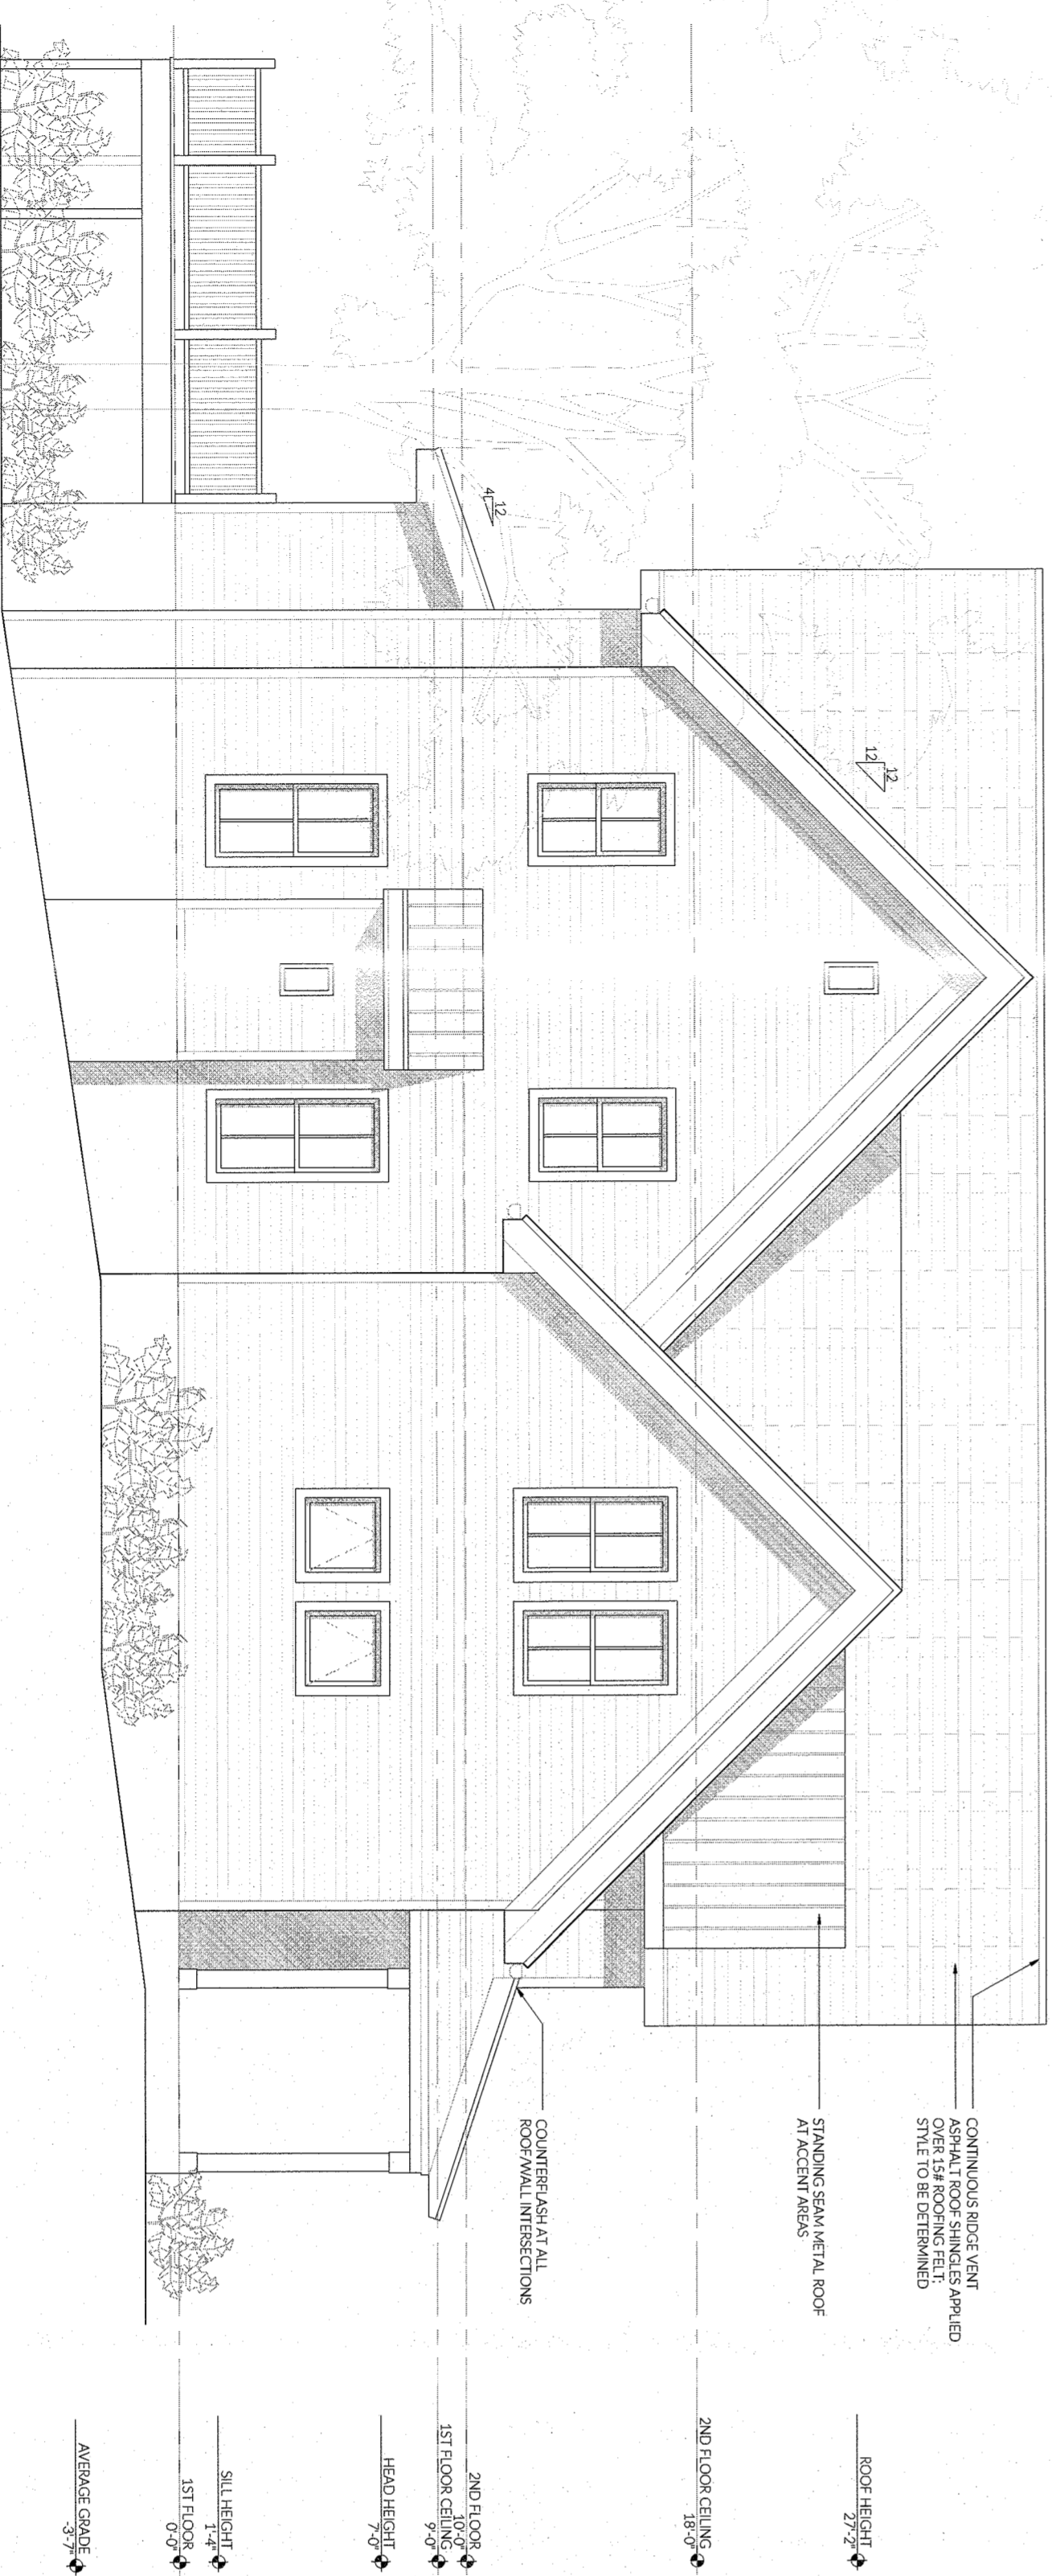 CONTINUOUS RIDGE VENT
ASPHALT ROOF SHINGLES APPLIED
OVER 15# ROOFING FELT;
STYLE TO BE DETERMINED
STANDING SEAM METAL ROOF
AT ACCENT AREAS
COUNTERFLASH AT ALL
ROOF/WALL INTERSECTIONS
12
12
12
4
ROOF HEIGHT
27'-2"
2ND FLOOR CEILING
18'-0"
2ND FLOOR
10'-0"
1ST FLOOR CEILING
9'-0"
HEAD HEIGHT
7'-0"
SILL HEIGHT
1'-4"
1ST FLOOR
0'-0"
AVERAGE GRADE
-3'-7"